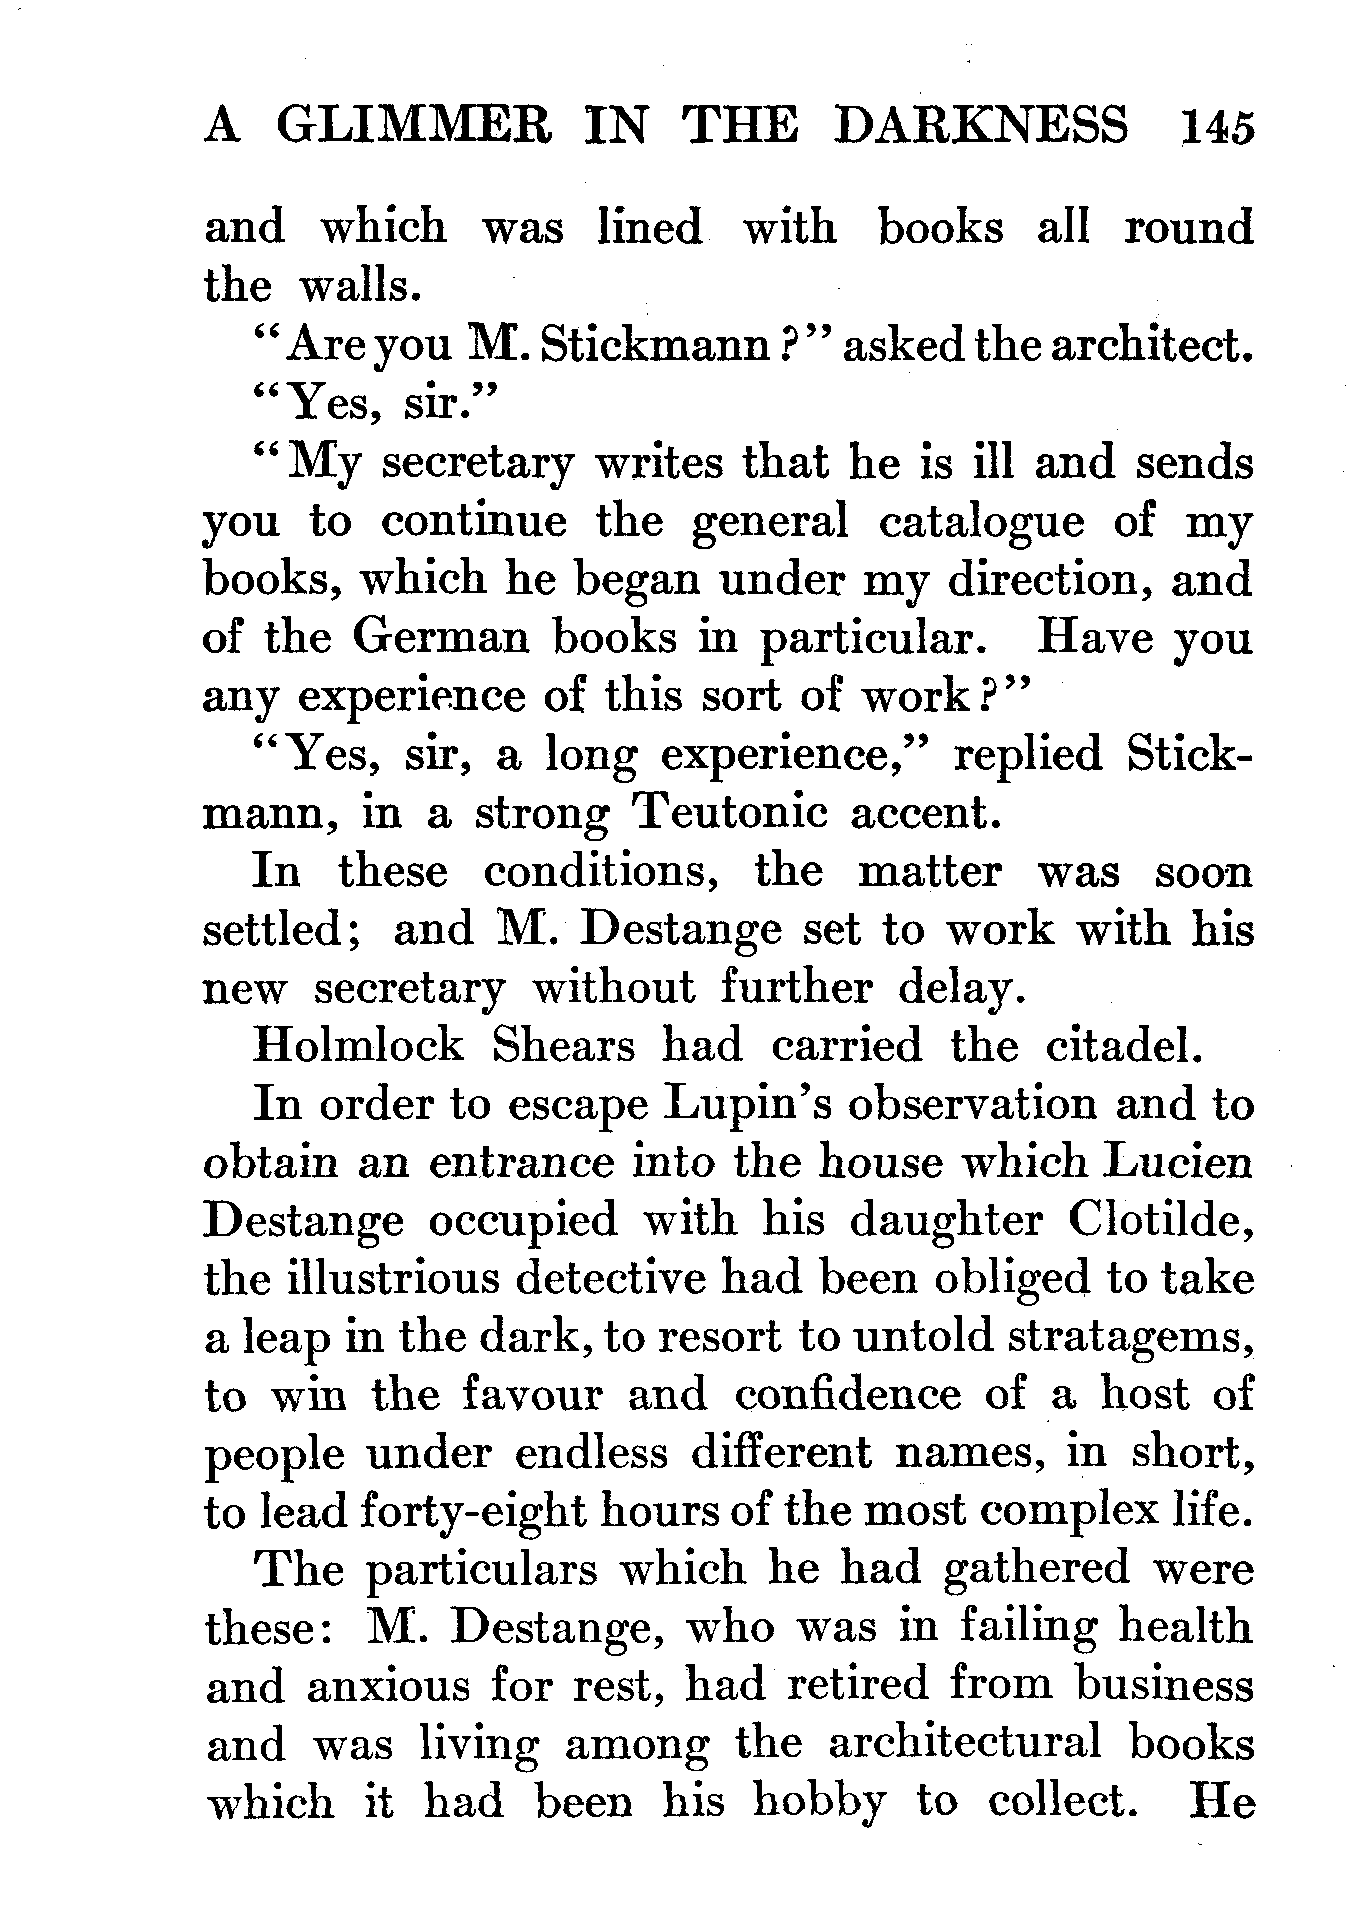 A GLIMMER IN THE DARKNESS 145
and which was lined with books all round
the walls.
"Are you M. Stickmann?" asked the architect.
"Yes, sir."
"My secretary writes that he is ill and sends
you to continue the general catalogue of my
books, which he began under my direction, and
of the German books in particular. Have you
any experience of this sort of work?"
"Yes, sir, a long experience," replied Stick-
mann, in a strong Teutonic accent.
In these conditions, the matter was soon
settled; and M. Destange set to work with his
new secretary without further delay.
Holmlock Shears had carried the citadel.
In order to escape Lupin's observation and to
obtain an entrance into the house which Lucien
Destange occupied with his daughter Clotilde,
the illustrious detective had been obliged to take
a leap in the dark, to resort to untold stratagems,
to win the favour and confidence of a host of
people under endless different names, in short,
to lead forty-eight hours of the most complex life.
The particulars which he had gathered were
these: M. Destange, who was in failing health
and anxious for rest, had retired from business
and was living among the architectural books
which it had been his hobby to collect. He